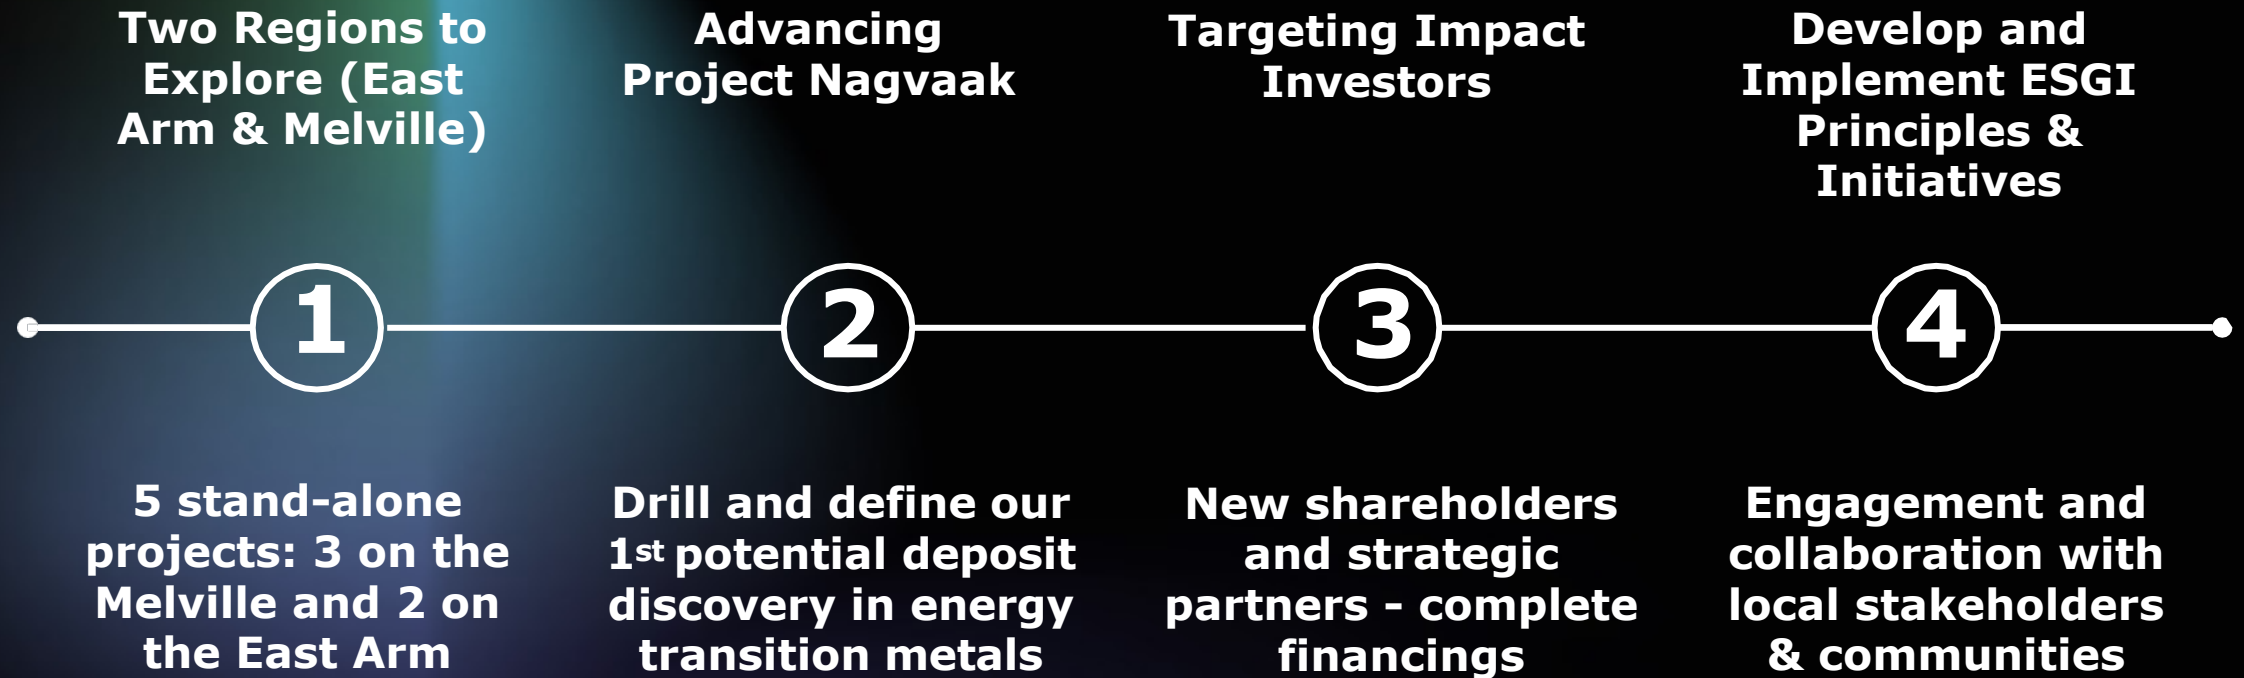 Two Regions to
Explore (East
Arm & Melville)
Advancing
Project Nagvaak
Targeting Impact
Investors
Develop and
Implement ESGI
Principles &
Initiatives
1
2
3
4
5 stand-alone
projects: 3 on the
Melville and 2 on
the East Arm
Drill and define our
1st potential deposit
discovery in energy
transition metals
New shareholders
and strategic
partners - complete
financings
Engagement and
collaboration with
local stakeholders
& communities